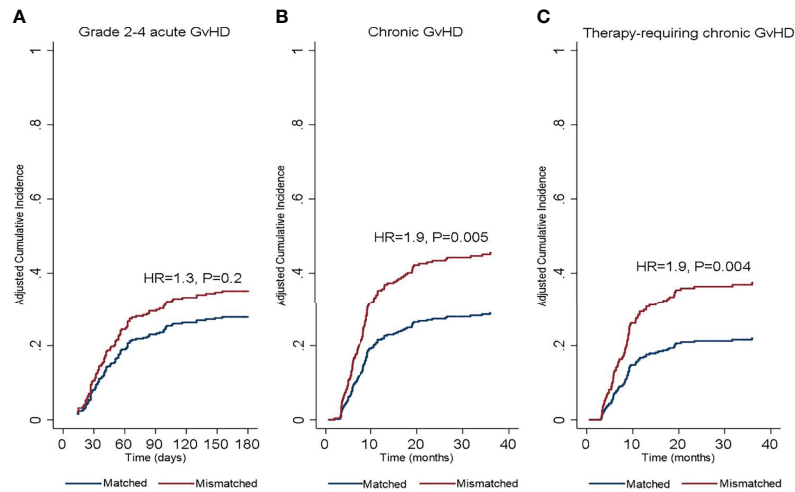 A
Grade 2-4 acute GvHD
Adjusted Cumulative Incidence
1
.8
.6
.4
.2
0
HR=1.3, P=0.2
0 30 60 90 120 150 180
Time (days)
Matched Mismatched
B
Chronic GvHD
Adjusted Cumulative Incidence
1
.8
.6
.4
.2
0
HR=1.9, P=0.005
0 10 20 30 40
Time (months)
Matched Mismatched
C
Therapy-requiring chronic GvHD
Adjusted Cumulative Incidence
1
.8
.6
.4
.2
0
HR=1.9, P=0.004
0 10 20 30 40
Time (months)
Matched Mismatched